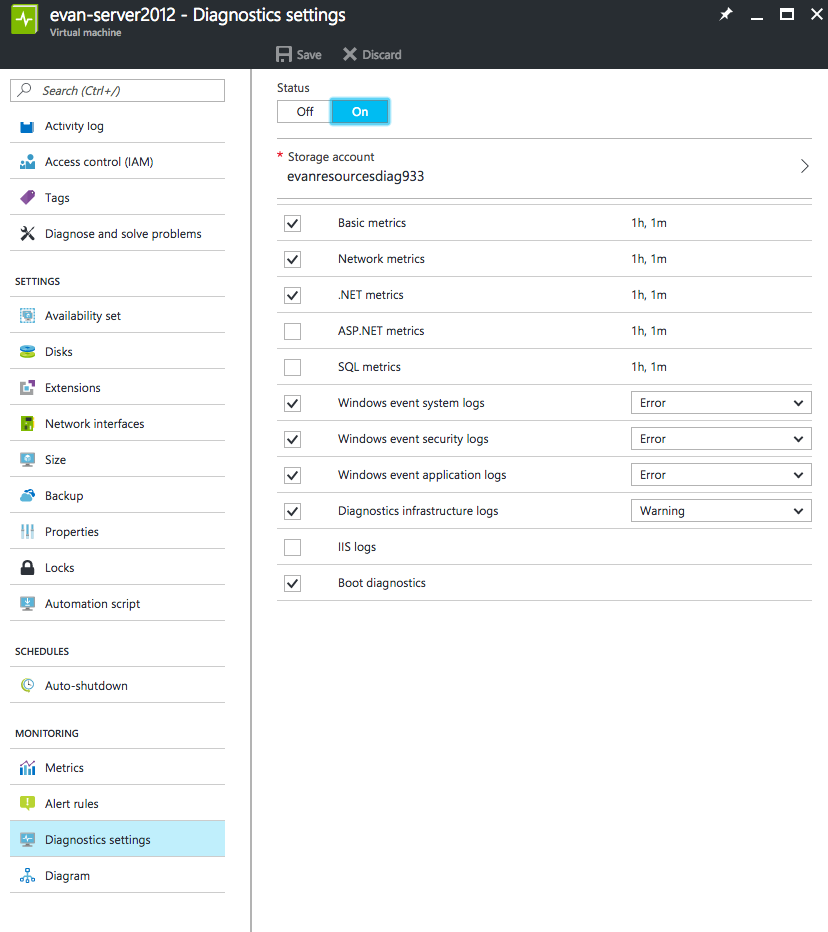 evan-server2012 - Diagnostics settings
Virtual machine
Save Discard
Search (Ctrl+/)
Activity log
Access control (IAM)
Tags
Diagnose and solve problems
SETTINGS
Availability set
Disks
Extensions
Network interfaces
Size
Backup
Properties
Locks
Automation script
SCHEDULES
Auto-shutdown
MONITORING
Metrics
Alert rules
Diagnostics settings
Diagram
Status
Off On
* Storage account
evanresourcesdiag933
Basic metrics 1h, 1m
Network metrics 1h, 1m
.NET metrics 1h, 1m
ASP.NET metrics 1h, 1m
SQL metrics 1h, 1m
Windows event system logs Error
Windows event security logs Error
Windows event application logs Error
Diagnostics infrastructure logs Warning
IIS logs
Boot diagnostics